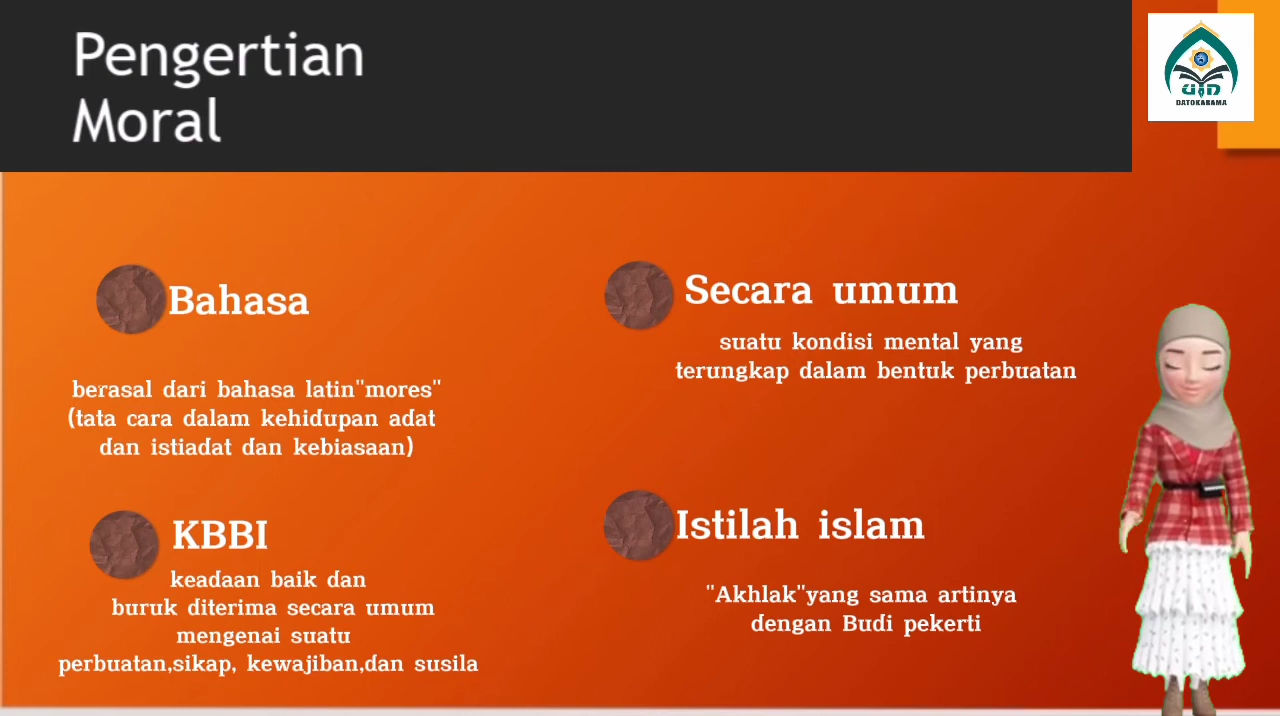 Pengertian
Moral
UIN
DATOKARAMA
Bahasa
berasal dari bahasa latin"mores"
(tata cara dalam kehidupan adat
dan istiadat dan kebiasaan)
KBBI
keadaan baik dan
buruk diterima secara umum
mengenai suatu
perbuatan,sikap, kewajiban,dan susila
Secara umum
suatu kondisi mental yang
terungkap dalam bentuk perbuatan
Istilah islam
"Akhlak"yang sama artinya
dengan Budi pekerti